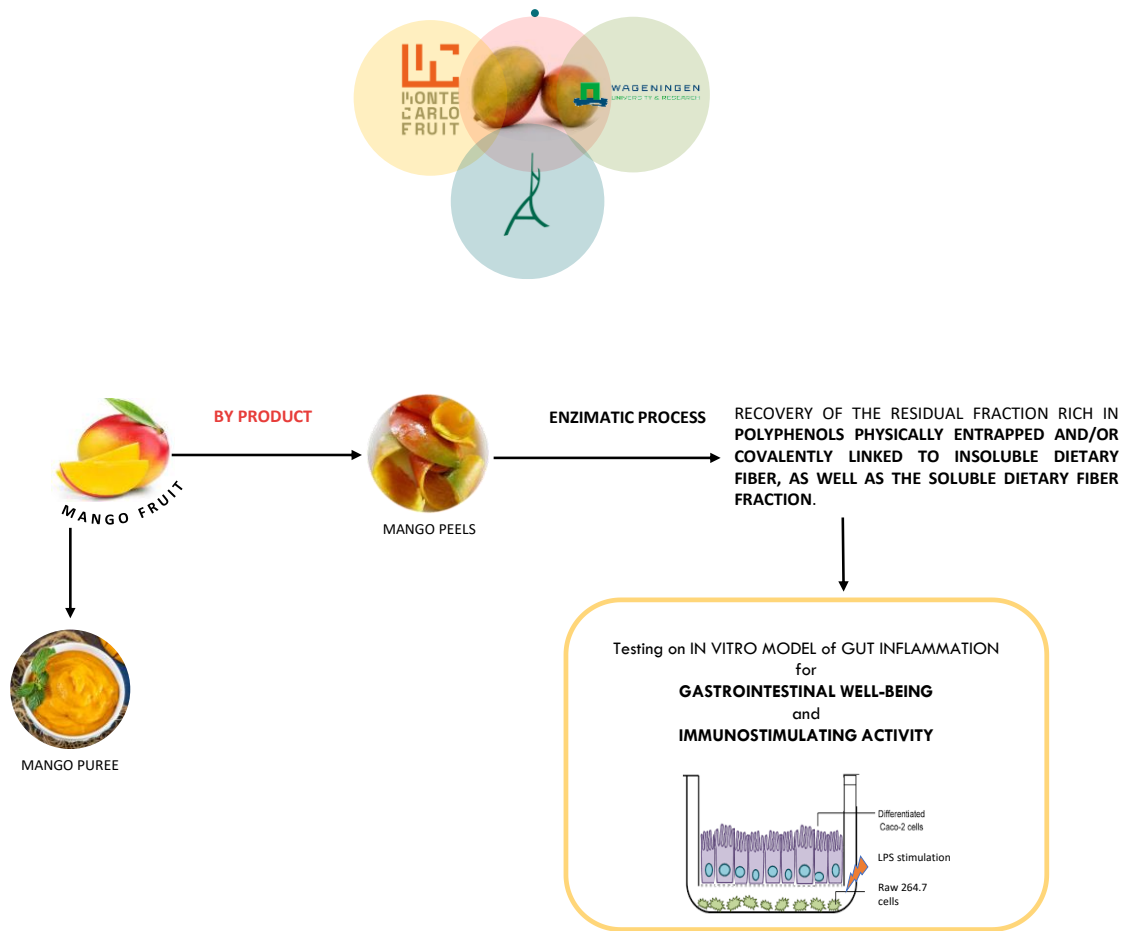 MONTE
CARLO
FRUIT
WAGENINGEN
UNIVERSITY & RESEARCH
BY PRODUCT
ENZIMATIC PROCESS
RECOVERY OF THE RESIDUAL FRACTION RICH IN
POLYPHENOLS PHYSICALLY ENTRAPPED AND/OR
COVALENTLY LINKED TO INSOLUBLE DIETARY
FIBER, AS WELL AS THE SOLUBLE DIETARY FIBER
FRACTION.
MANGO FRUIT
MANGO PEELS
MANGO PUREE
Testing on IN VITRO MODEL of GUT INFLAMMATION
for
GASTROINTESTINAL WELL-BEING
and
IMMUNOSTIMULATING ACTIVITY
Differentiated
Caco-2 cells
LPS stimulation
Raw 264.7
cells